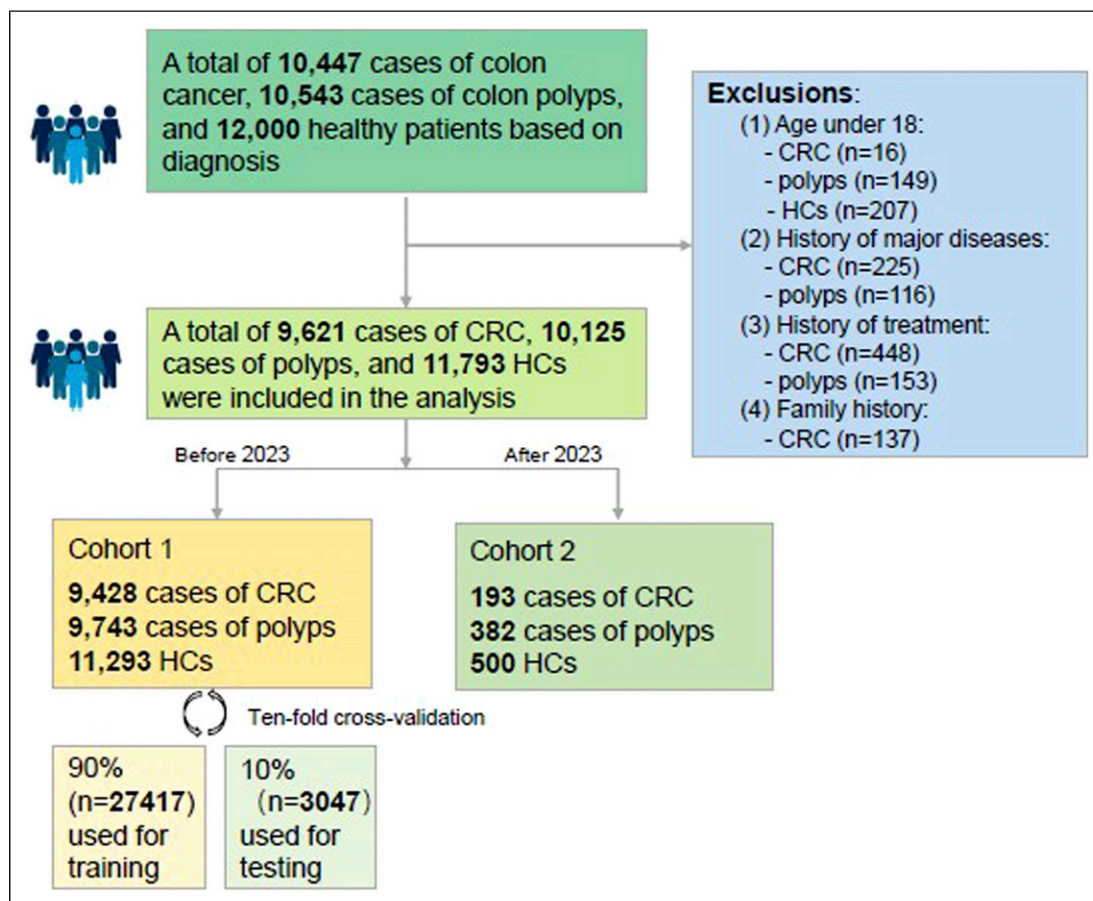 A total of 10,447 cases of colon
cancer, 10,543 cases of colon polyps,
and 12,000 healthy patients based on
diagnosis
Exclusions:
(1) Age under 18:
- CRC (n=16)
- polyps (n=149)
- HCs (n=207)
(2) History of major diseases:
- CRC (n=225)
- polyps (n=116)
(3) History of treatment:
- CRC (n=448)
- polyps (n=153)
(4) Family history:
- CRC (n=137)
A total of 9,621 cases of CRC, 10,125
cases of polyps, and 11,793 HCs
were included in the analysis
Before 2023
After 2023
Cohort 1
9,428 cases of CRC
9,743 cases of polyps
11,293 HCs
Cohort 2
193 cases of CRC
382 cases of polyps
500 HCs
Ten-fold cross-validation
90%
(n=27417)
used for
training
10%
（n=3047）
used for
testing